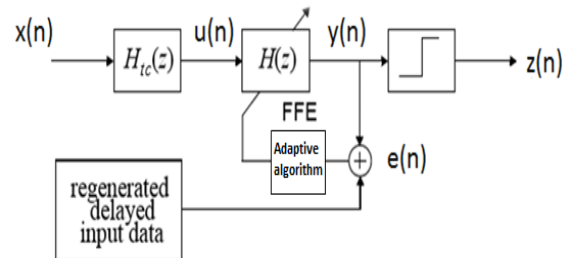 x(n)
H_tc(z)
u(n)
H(z)
y(n)
z(n)
FFE
Adaptive
algorithm
+
e(n)
regenerated
delayed
input data